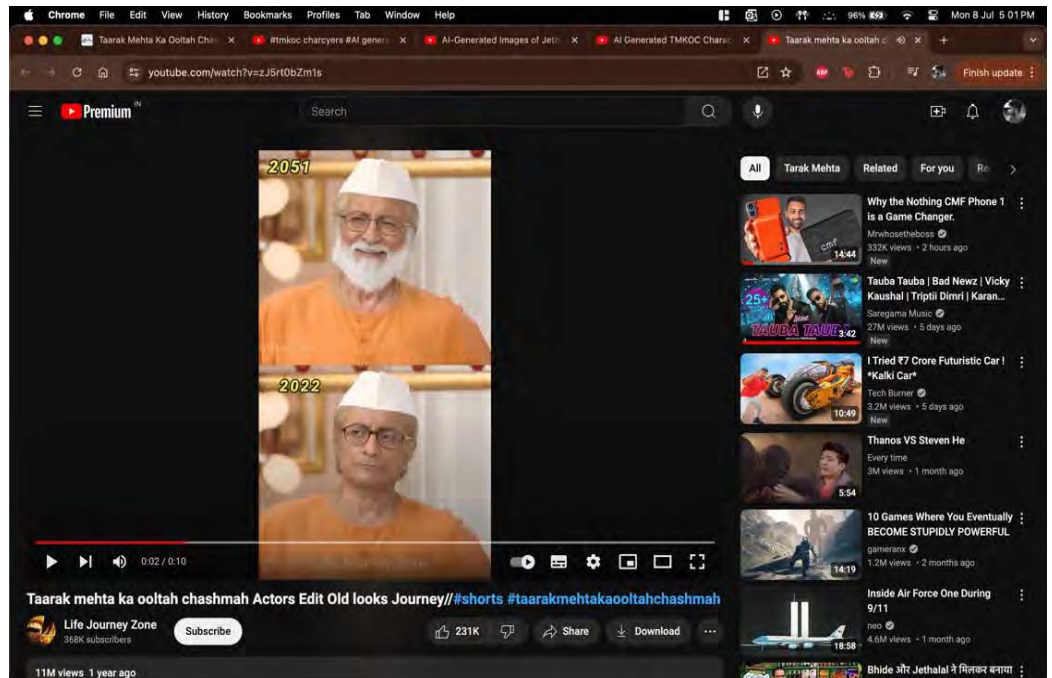 Chrome File Edit View History Bookmarks Profiles Tab Window Help 96% Mon 8 Jul 5 01 PM
Taarak Mehta Ka Ooltah Cha #tmkoc charcyers #AI gener AI-Generated Images of Jeth AI Generated TMKOC Charac Taarak mehta ka ooltah c
youtube.com/watch?v=zJ5rt0bZm1s ABP Finish update
Premium IN Search
2051
2022
0:02 / 0:10
Taarak mehta ka ooltah chashmah Actors Edit Old looks Journey//#shorts #taarakmehtakaooltahchashmah
Life Journey Zone
368K subscribers
Subscribe
231K Share Download
11M views 1 year ago
All Tarak Mehta Related For you Re
cmf
14:44
Why the Nothing CMF Phone 1
is a Game Changer.
Mrwhosetheboss
332K views • 2 hours ago
New
25+
TAUBA TAUBA
3:42
Tauba Tauba | Bad Newz | Vicky
Kaushal | Triptii Dimri | Karan...
Saregama Music
27M views • 5 days ago
New
10:49
I Tried ₹7 Crore Futuristic Car !
*Kalki Car*
Tech Burner
3.2M views • 5 days ago
New
5:54
Thanos VS Steven He
Every time
3M views • 1 month ago
14:19
10 Games Where You Eventually
BECOME STUPIDLY POWERFUL
gameranx
1.2M views • 2 months ago
18:58
Inside Air Force One During
9/11
neo
4.6M views • 1 month ago
Bhide और Jethalal ने मिलकर बनाया